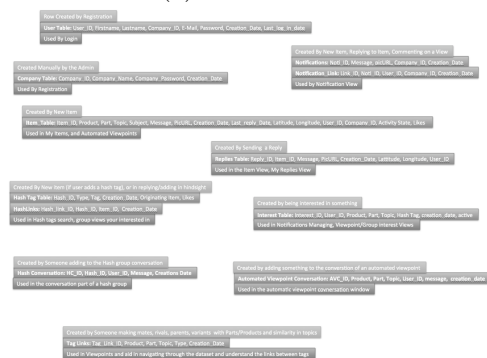 Row Created by Registration
User Table: User_ID, Firstname, Lastname, Company_ID, E-Mail, Password, Creation_Date, Last_log_in_date
Used By Login
Created By New Item, Replying to Item, Commenting on a View
Notifications: Noti_ID, Message, picURL, Company_ID, Creation_Date
Notification_Link: Link_ID, Noti_ID, User_ID, Company_ID, Creation_Date
Used by Notification View
Created Manually by the Admin
Company Table: Company_ID, Company_Name, Company_Password, Creation_Date
Used By Registration
Created By New Item
Item_Table: Item_ID, Product, Part, Topic, Subject, Message, PicURL, Creation_Date, Last_reply_Date, Latitude, Longitude, User_ID, Company_ID, Activity State, Likes
Used in My Items, and Automated Viewpoints
Created By Sending a Reply
Replies Table: Reply_ID, Item_ID, Message, PicURL, Creation_Date, Latitude, Longitude, User_ID
Used in the Item View, My Replies View
Created By New Item (if user adds a hash tag), or in replying/adding in hindsight
Hash Tag Table: Hash_ID, Type, Tag, Creation_Date, Originating Item, Likes
HashLinks: Hash_link_ID, Hash_ID, Item_ID, Creation_Date
Used in Hash tags search, group views your interested in
Created by being interested in something
Interest Table: Interest_ID, User_ID, Product, Part, Topic, Hash Tag, creation_date, active
Used in Notifications Managing, Viewpoint/Group Interest Views
Created by Someone adding to the Hash group conversation
Hash Conversation: HC_ID, Hash_ID, User_ID, Message, Creations Date
Used in the conversation part of a hash group
Created by adding something to the converation of an automated viewpoint
Automated Viewpoint Conversation: AVC_ID, Product, Part, Topic, User_ID, message, creation_date
Used in the automatic viewpoint conversation window
Created by Someone making mates, rivals, parents, variants with Parts/Products and similarity in topics
Tag Links: Tag_Link_ID, Product, Part, Topic, Type, Creation_Date
Used in Viewpoints and aid in navigating through the dataset and understand the links between tags